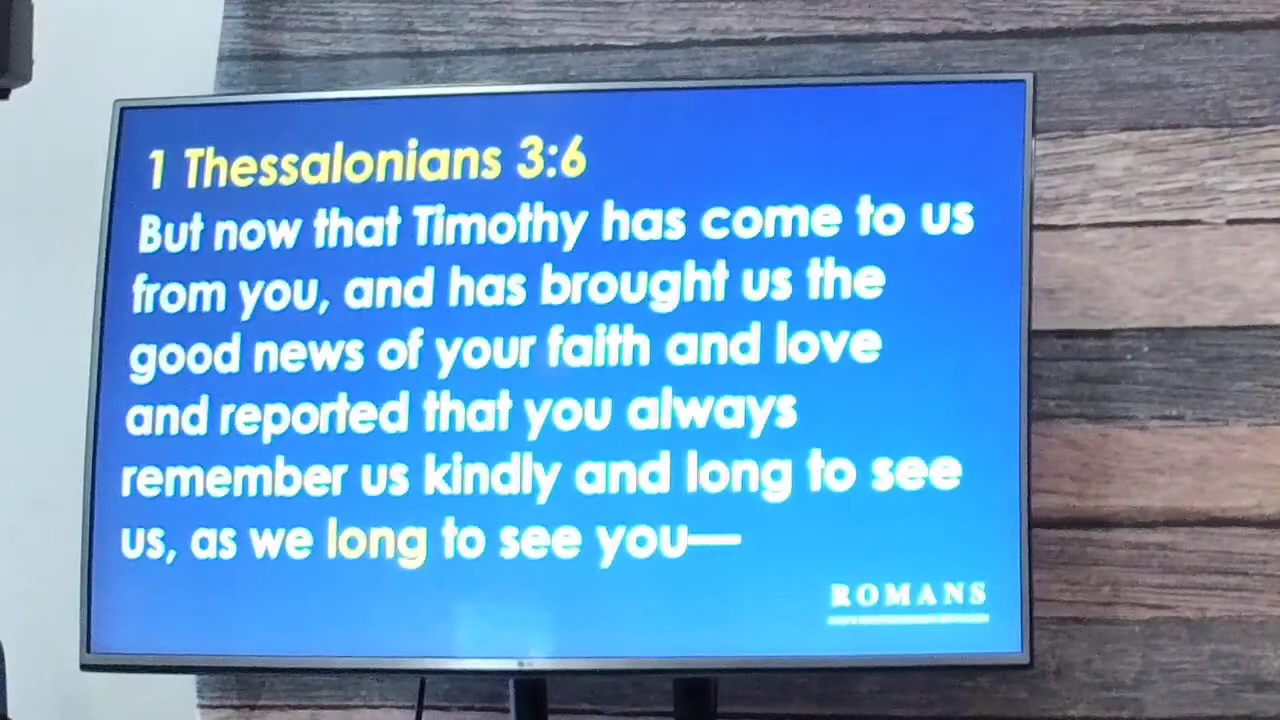 1 Thessalonians 3:6
But now that Timothy has come to us
from you, and has brought us the
good news of your faith and love
and reported that you always
remember us kindly and long to see
us, as we long to see you—
ROMANS